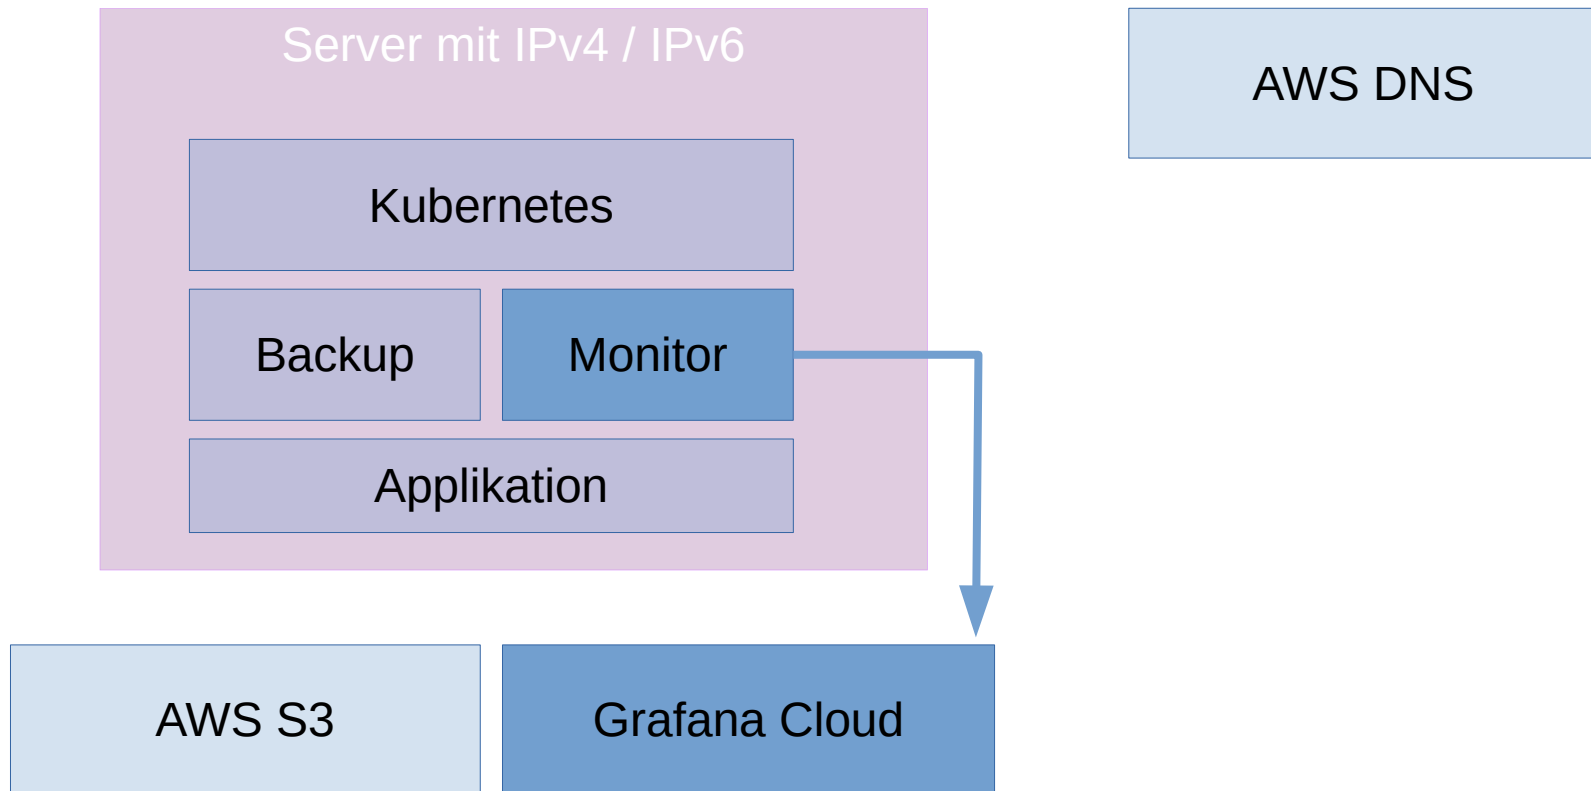 Server mit IPv4 / IPv6
AWS DNS
Kubernetes
Backup
Monitor
Applikation
AWS S3
Grafana Cloud